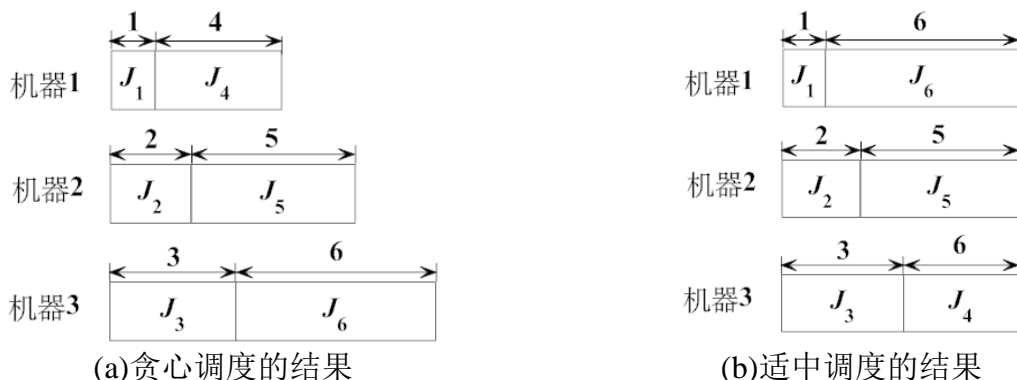 1 4
机器1 J1 J4
2 5
机器2 J2 J5
3 6
机器3 J3 J6
(a)贪心调度的结果
1 6
机器1 J1 J6
2 5
机器2 J2 J5
3 6
机器3 J3 J4
(b)适中调度的结果